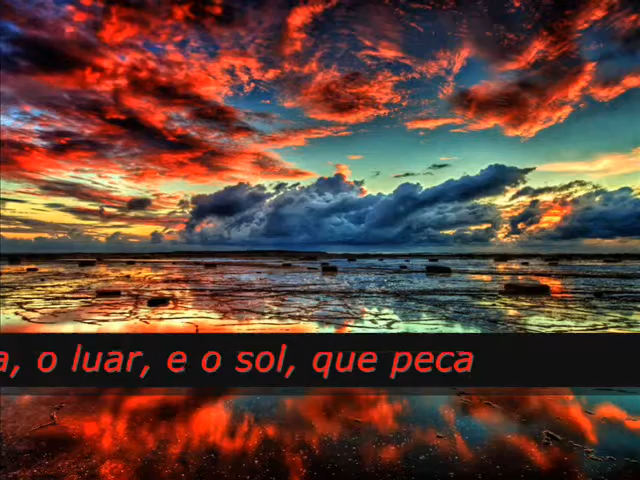 a, o luar, e o sol, que peca